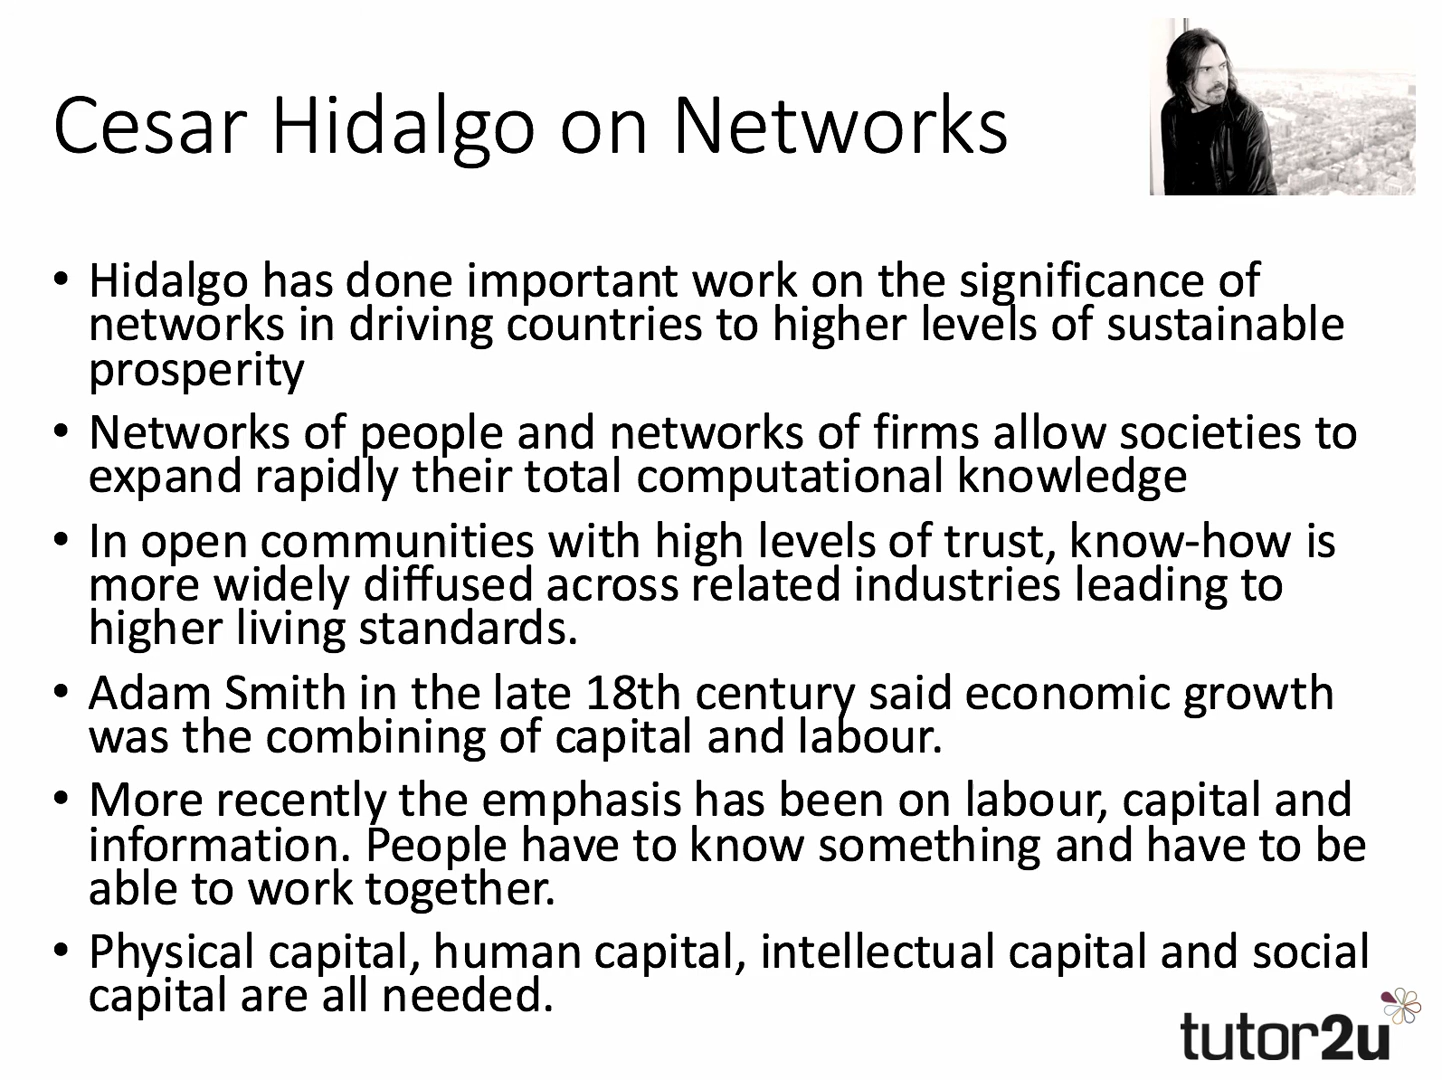 Cesar Hidalgo on Networks
• Hidalgo has done important work on the significance of
networks in driving countries to higher levels of sustainable
prosperity
• Networks of people and networks of firms allow societies to
expand rapidly their total computational knowledge
• In open communities with high levels of trust, know-how is
more widely diffused across related industries leading to
higher living standards.
• Adam Smith in the late 18th century said economic growth
was the combining of capital and labour.
• More recently the emphasis has been on labour, capital and
information. People have to know something and have to be
able to work together.
• Physical capital, human capital, intellectual capital and social
capital are all needed.
tutor2u